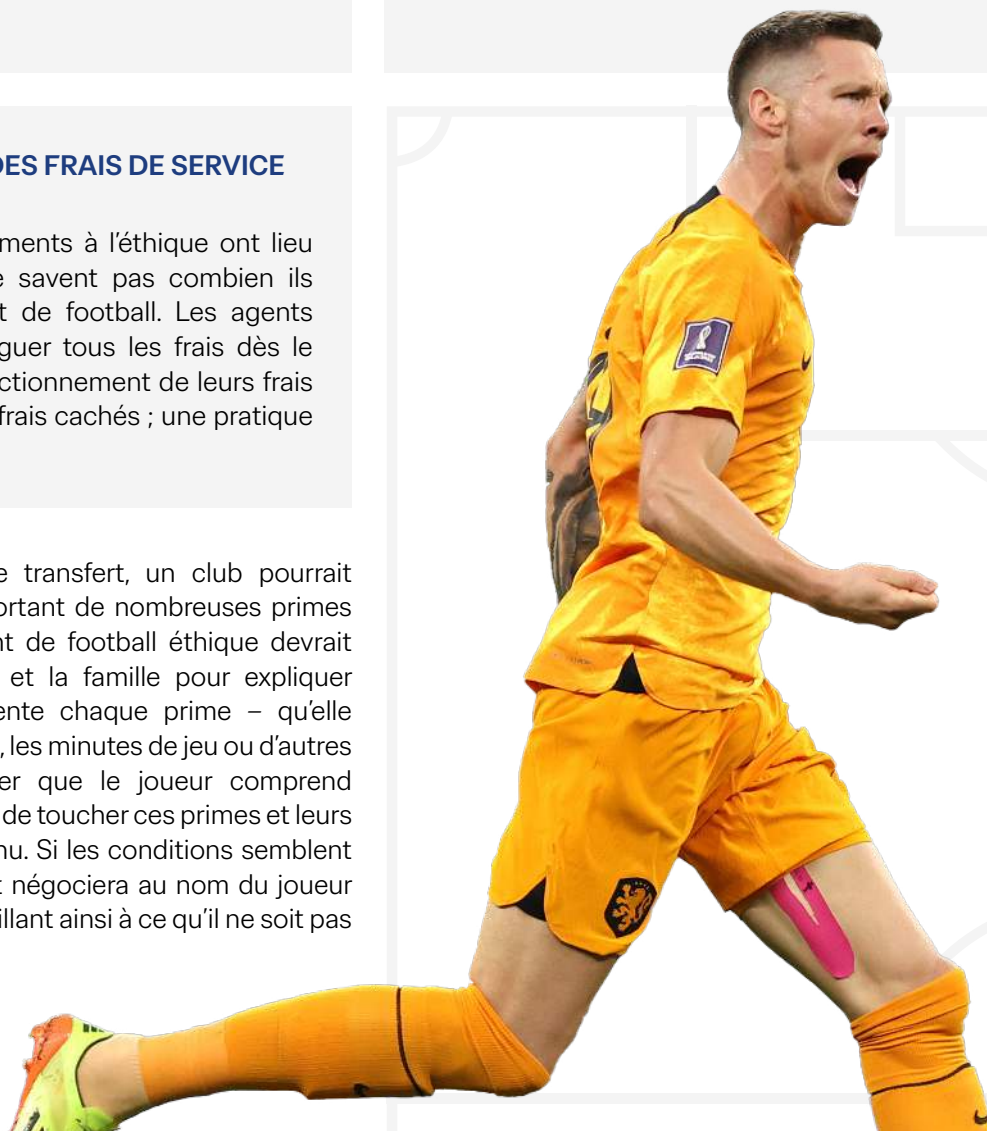 DES FRAIS DE SERVICE
ments à l'éthique ont lieu
savent pas combien ils
de football. Les agents
guer tous les frais dès le
ctionnement de leurs frais
frais cachés ; une pratique
transfert, un club pourrait
ortant de nombreuses primes
de football éthique devrait
et la famille pour expliquer
ente chaque prime – qu'elle
, les minutes de jeu ou d'autres
er que le joueur comprend
de toucher ces primes et leurs
nu. Si les conditions semblent
négociera au nom du joueur
illant ainsi à ce qu'il ne soit pas